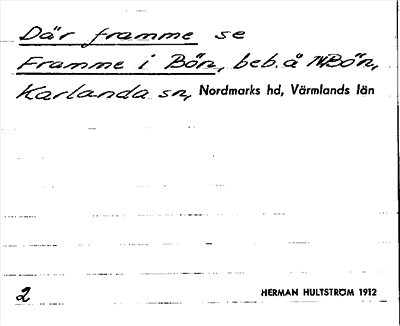 Där framme se
Framme i Bön, beb. å N.Bön,
Karlanda sn, Nordmarks hd, Värmlands län
2 HERMAN HULTSTRÖM 1912